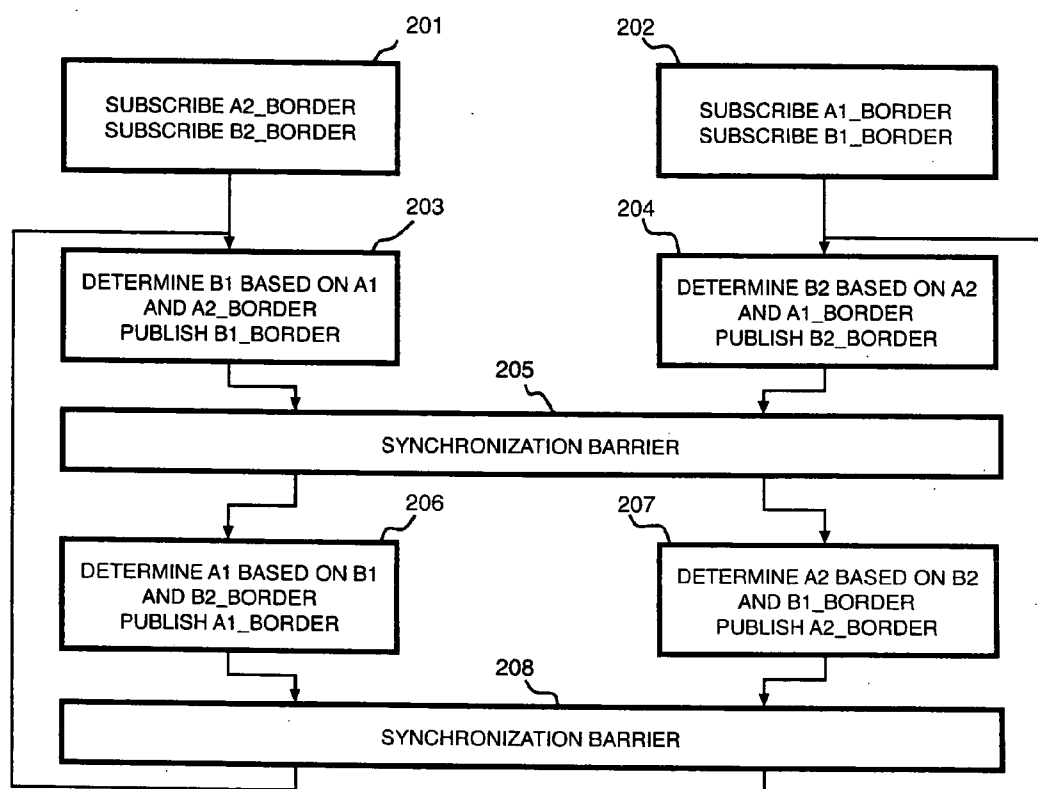 201
202
SUBSCRIBE A2_BORDER
SUBSCRIBE B2_BORDER
SUBSCRIBE A1_BORDER
SUBSCRIBE B1_BORDER
203
204
DETERMINE B1 BASED ON A1
AND A2_BORDER
PUBLISH B1_BORDER
DETERMINE B2 BASED ON A2
AND A1_BORDER
PUBLISH B2_BORDER
205
SYNCHRONIZATION BARRIER
206
207
DETERMINE A1 BASED ON B1
AND B2_BORDER
PUBLISH A1_BORDER
DETERMINE A2 BASED ON B2
AND B1_BORDER
PUBLISH A2_BORDER
208
SYNCHRONIZATION BARRIER